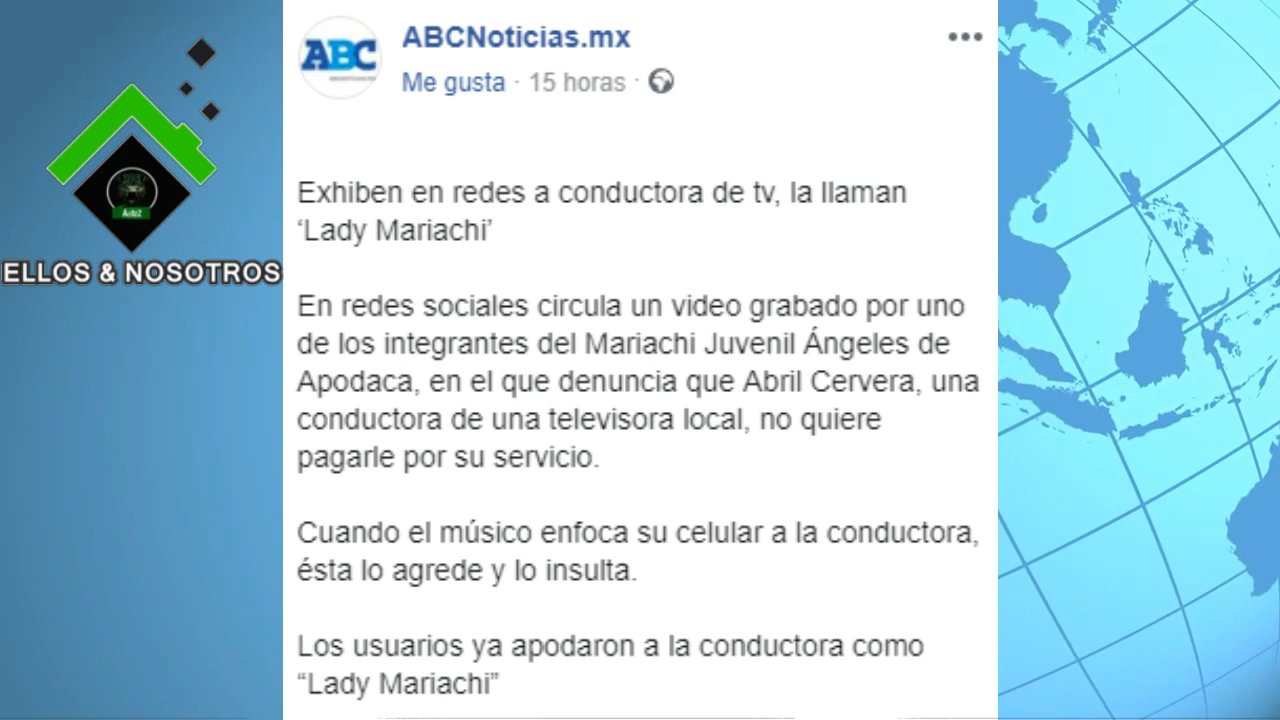 ABC
ABCNoticias.mx
Me gusta · 15 horas ·
Exhiben en redes a conductora de tv, la llaman
‘Lady Mariachi’
En redes sociales circula un video grabado por uno
de los integrantes del Mariachi Juvenil Ángeles de
Apodaca, en el que denuncia que Abril Cervera, una
conductora de una televisora local, no quiere
pagarle por su servicio.
Cuando el músico enfoca su celular a la conductora,
ésta lo agrede y lo insulta.
Los usuarios ya apodaron a la conductora como
“Lady Mariachi”
ELLOS & NOSOTROS